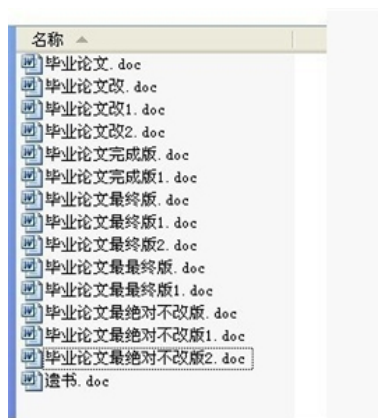 名称
毕业论文.doc
毕业论文改.doc
毕业论文改1.doc
毕业论文改2.doc
毕业论文完成版.doc
毕业论文完成版1.doc
毕业论文最终版.doc
毕业论文最终版1.doc
毕业论文最终版2.doc
毕业论文最最终版.doc
毕业论文最最终版1.doc
毕业论文最绝对不改版.doc
毕业论文最绝对不改版1.doc
毕业论文最绝对不改版2.doc
遗书.doc